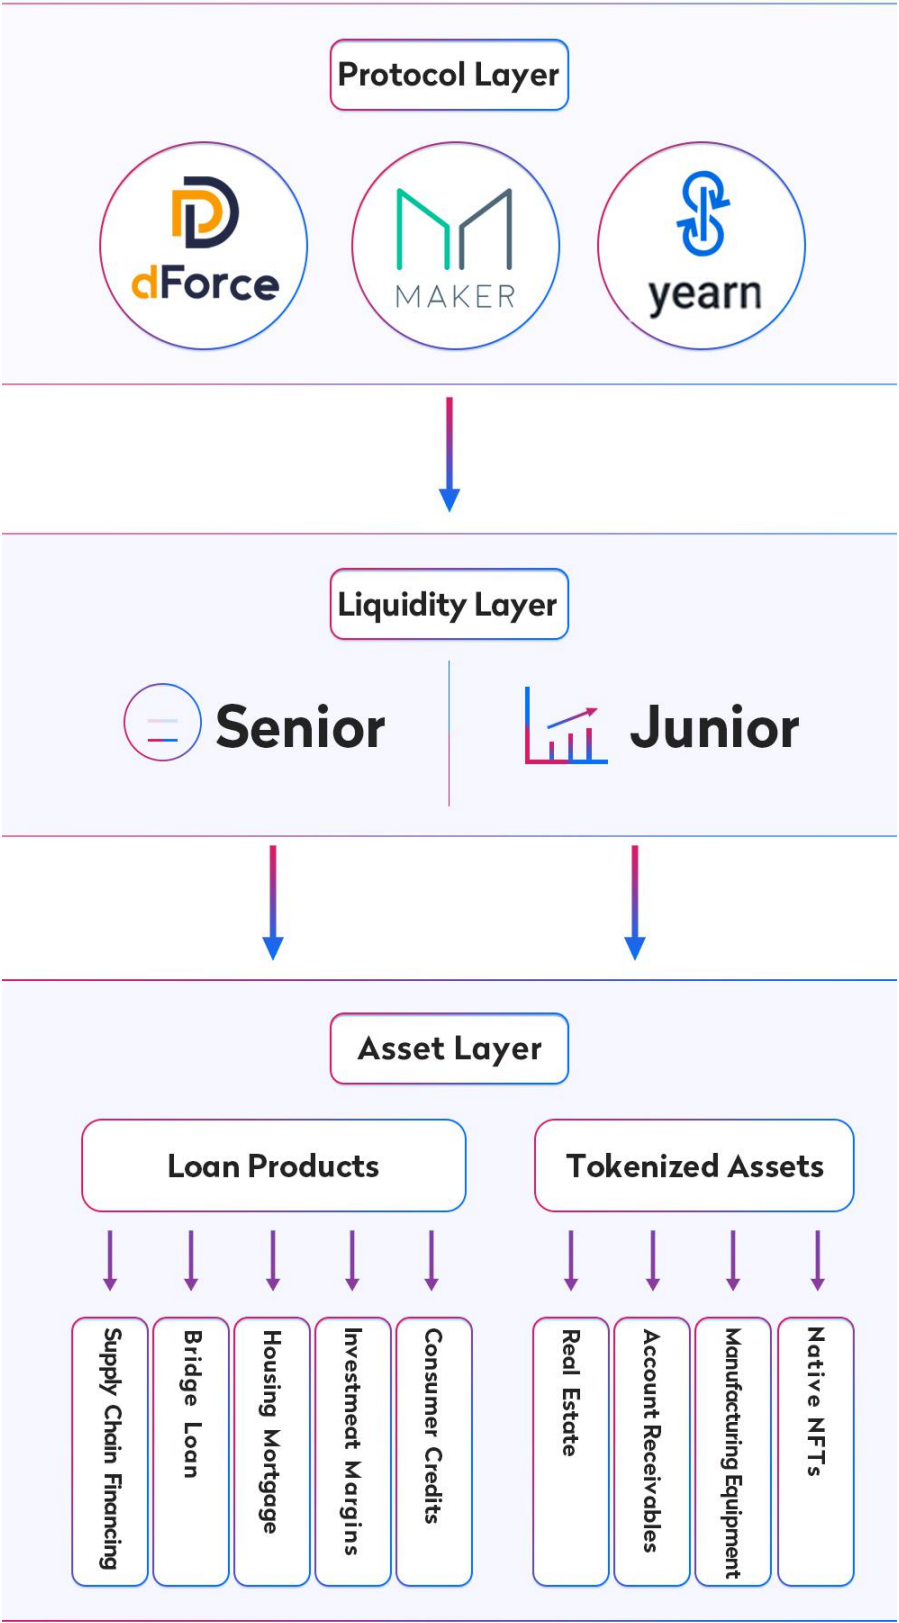 Protocol Layer
dForce
MAKER
yearn
Liquidity Layer
Senior
Junior
Asset Layer
Loan Products
Tokenized Assets
Supply Chain Financing
Bridge Loan
Housing Mortgage
Investmeat Margins
Consumer Credits
Real Estate
Account Receivables
Manufacturing Equipment
Native NFTs